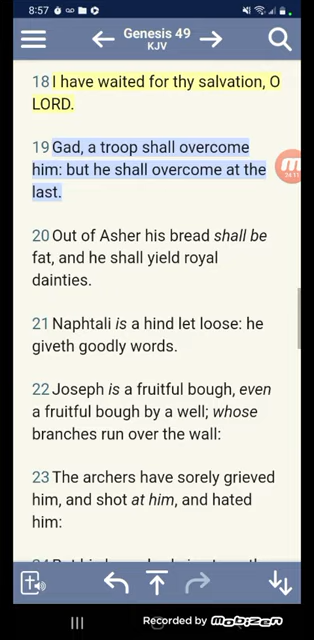 8:57
Genesis 49
KJV
18 I have waited for thy salvation, O
LORD.
19 Gad, a troop shall overcome
him: but he shall overcome at the
last.
20 Out of Asher his bread shall be
fat, and he shall yield royal
dainties.
21 Naphtali is a hind let loose: he
giveth goodly words.
22 Joseph is a fruitful bough, even
a fruitful bough by a well; whose
branches run over the wall:
23 The archers have sorely grieved
him, and shot at him, and hated
him:
Recorded by Mobizen